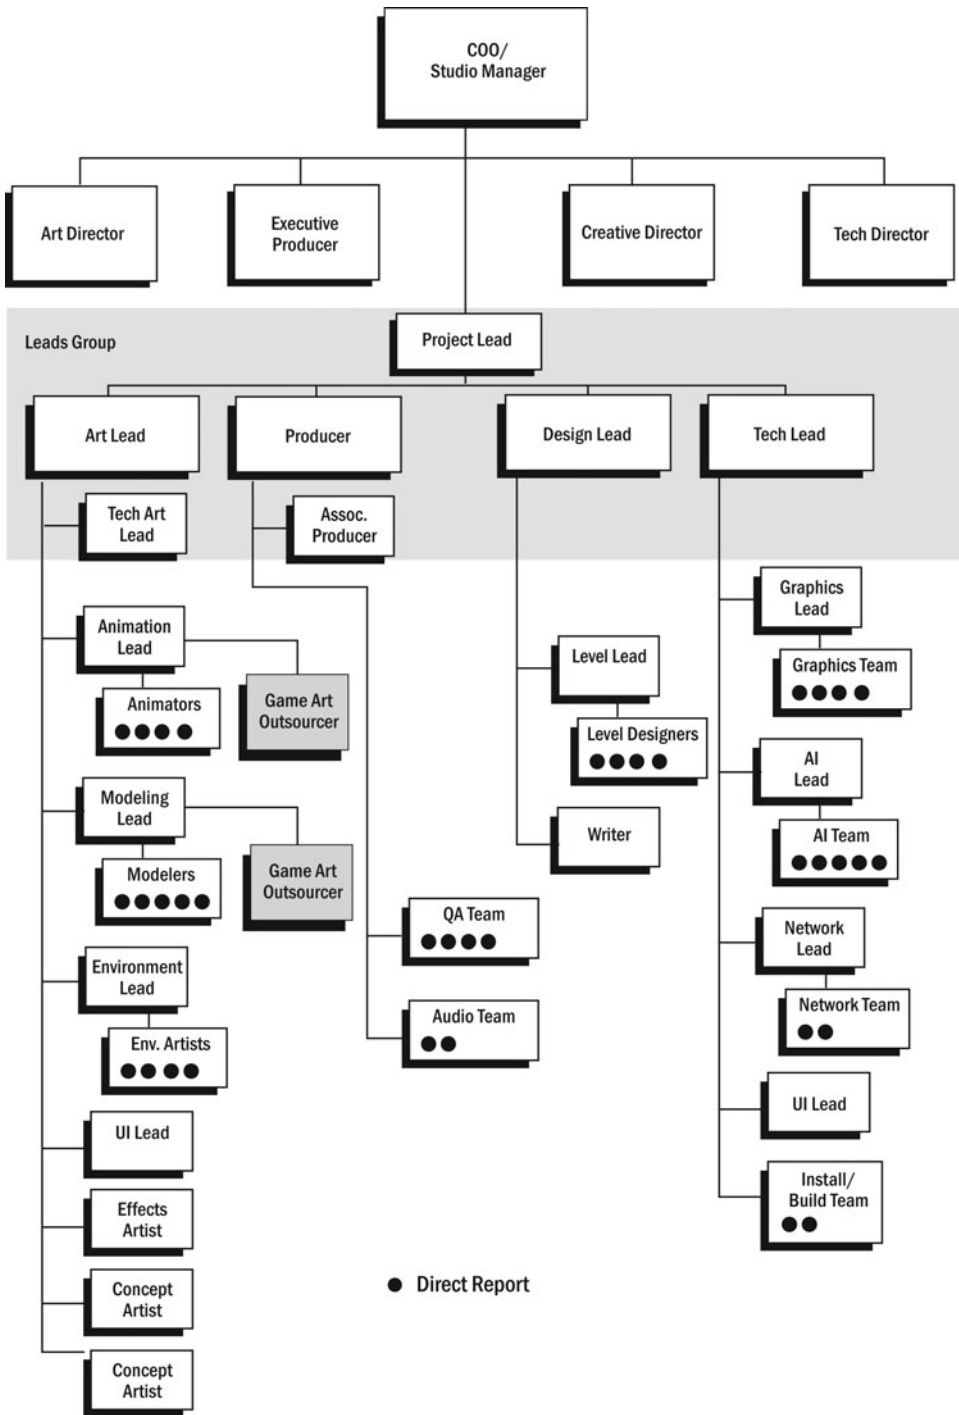 COO/
Studio Manager
Art Director
Executive
Producer
Creative Director
Tech Director
Leads Group
Project Lead
Art Lead
Producer
Design Lead
Tech Lead
Tech Art
Lead
Assoc.
Producer
Animation
Lead
Animators
Game Art
Outsourcer
Modeling
Lead
Modelers
Game Art
Outsourcer
Environment
Lead
Env. Artists
UI Lead
Effects
Artist
Concept
Artist
Concept
Artist
QA Team
Audio Team
Level Lead
Level Designers
Writer
Graphics
Lead
Graphics Team
AI
Lead
AI Team
Network
Lead
Network Team
UI Lead
Install/
Build Team
Direct Report